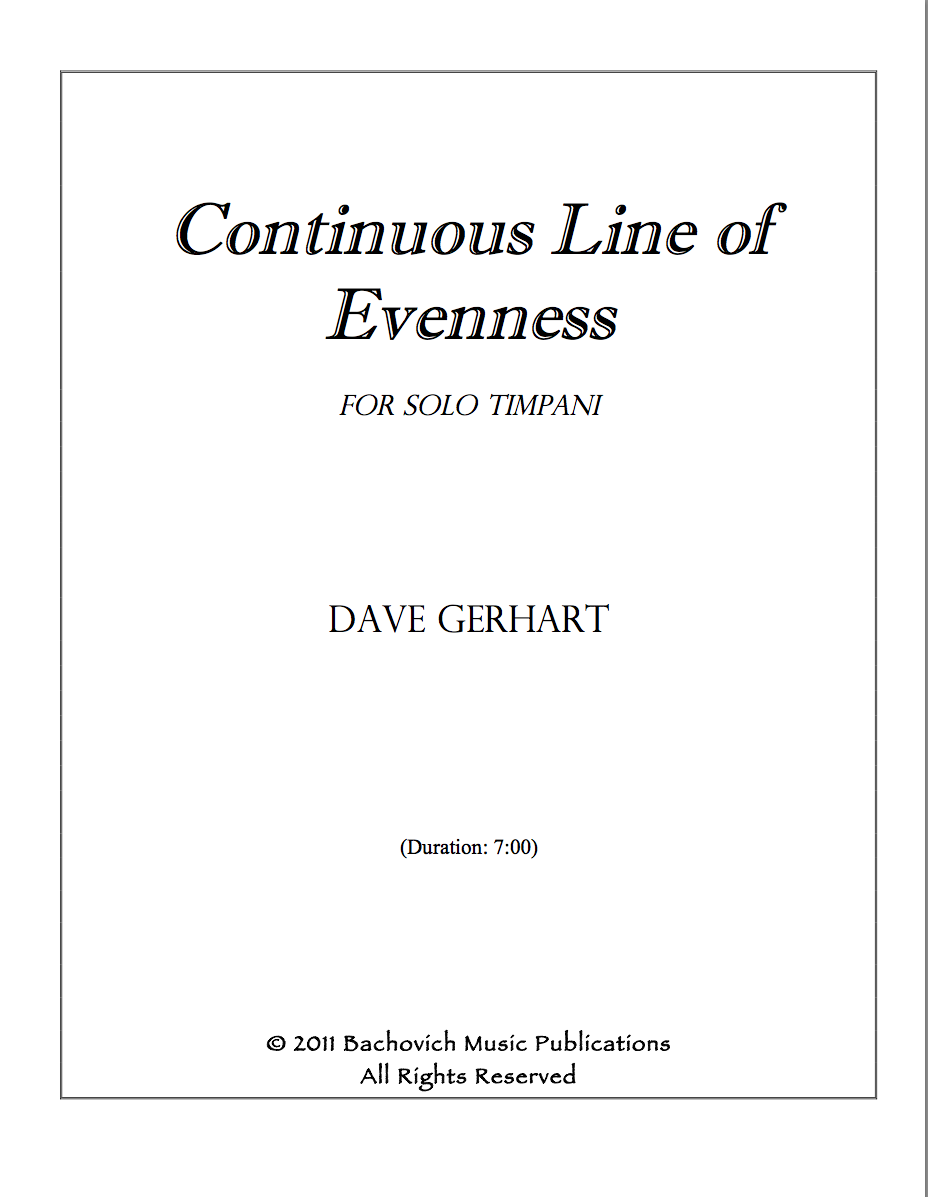 Continuous Line of
Evenness
FOR SOLO TIMPANI
DAVE GERHART
(Duration: 7:00)
© 2011 Bachovich Music Publications
All Rights Reserved